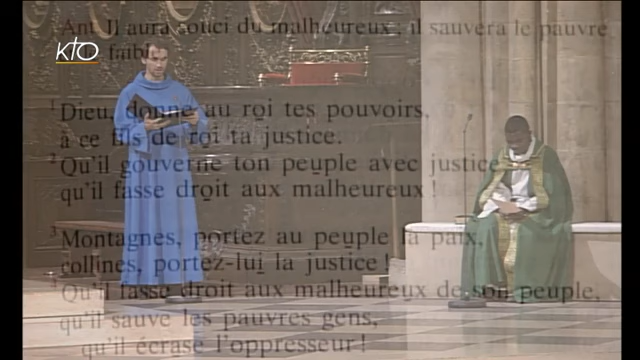 KTO
Ant Il aura souci du malheureux, il sauvera le pauvre
et le faible.
1 Dieu, donne au roi tes pouvoirs,
à ce fils de roi ta justice.
2 Qu'il gouverne ton peuple avec justice
qu'il fasse droit aux malheureux !
3 Montagnes, portez au peuple la paix,
collines, portez-lui la justice !
Qu'il fasse droit aux malheureux de son peuple,
qu'il sauve les pauvres gens,
qu'il écrase l'oppresseur !